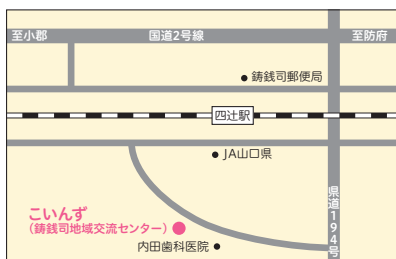 至小郡 国道2号線 至防府
鋳銭司郵便局
四辻駅
JA山口県
県道194号
こいんず
(鋳銭司地域交流センター)
内田歯科医院